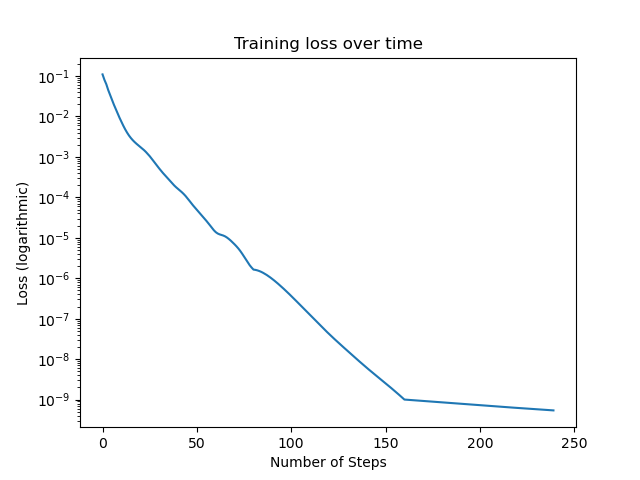 Training loss over time
Loss (logarithmic)
10⁻¹
10⁻²
10⁻³
10⁻⁴
10⁻⁵
10⁻⁶
10⁻⁷
10⁻⁸
10⁻⁹
0 50 100 150 200 250
Number of Steps